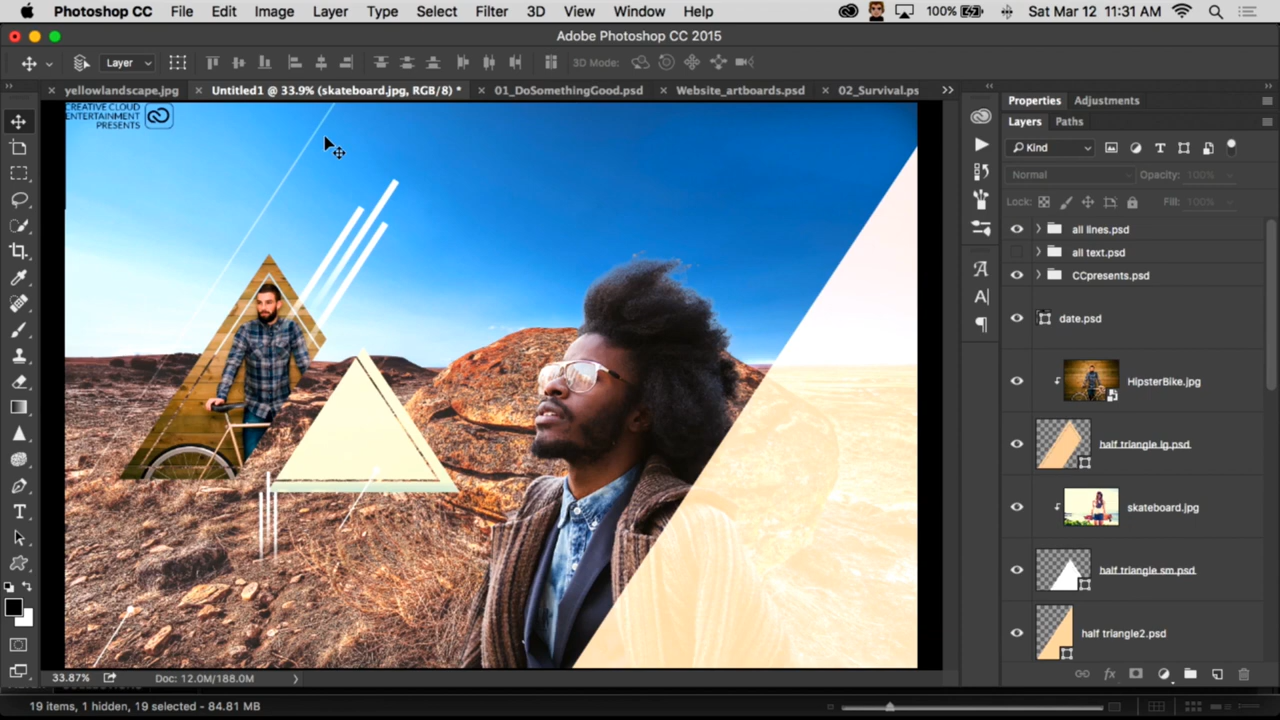 Photoshop CC File Edit Image Layer Type Select Filter 3D View Window Help 100% Sat Mar 12 11:31 AM
Adobe Photoshop CC 2015
Layer 3D Mode:
yellowlandscape.jpg Untitled1 @ 33.9% (skateboard.jpg, RGB/8) * 01_DoSomethingGood.psd Website_artboards.psd 02_Survival.ps
Properties Adjustments
CREATIVE CLOUD
ENTERTAINMENT
PRESENTS
Layers Paths
Kind
Normal Opacity: 100%
Lock: Fill: 100%
all lines.psd
all text.psd
CCpresents.psd
date.psd
HipsterBike.jpg
half triangle.lg.psd
skateboard.jpg
half triangle.sm.psd
half triangle2.psd
33.87% Doc: 12.0M/188.0M
19 items, 1 hidden, 19 selected - 84.81 MB